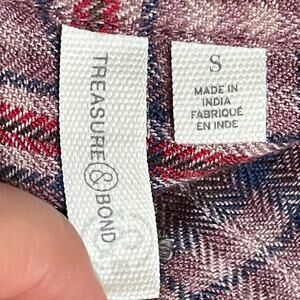 TREASURE & BOND
S
MADE IN
INDIA
FABRIQUÉ
EN INDE